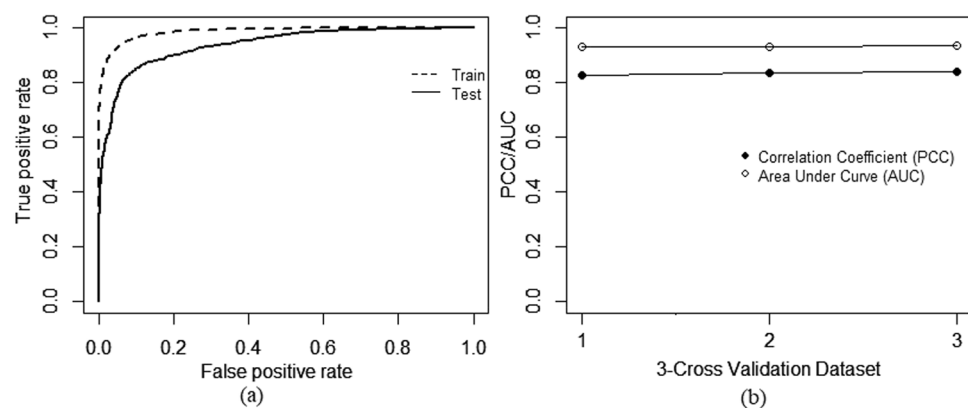 1.0
0.8
0.6
0.4
0.2
0.0
True positive rate
Train
Test
0.0 0.2 0.4 0.6 0.8 1.0
False positive rate
(a)
1.0
0.8
0.6
0.4
0.2
0.0
PCC/AUC
Correlation Coefficient (PCC)
Area Under Curve (AUC)
1 2 3
3-Cross Validation Dataset
(b)